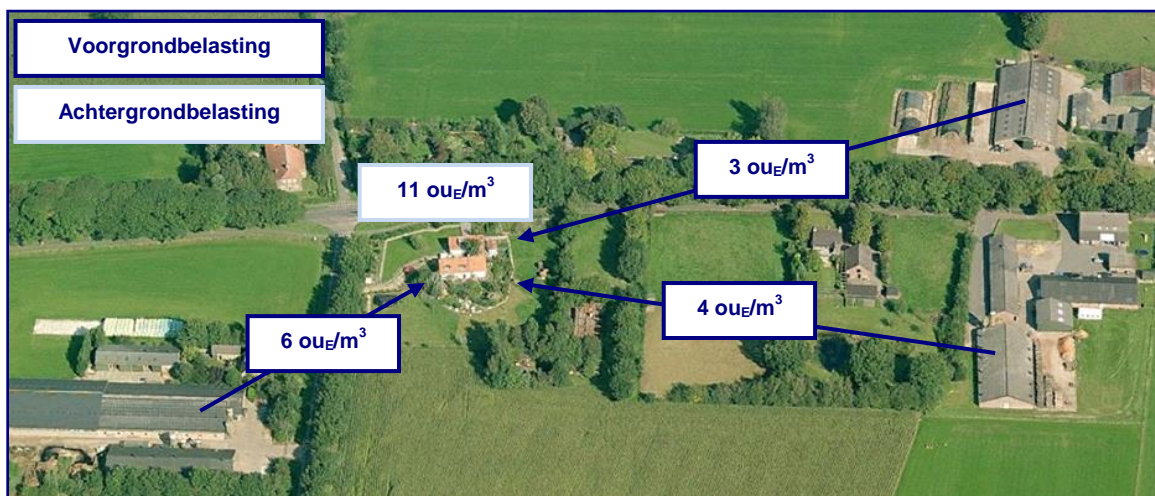 Voorgrondbelasting
Achtergrondbelasting
3 ouE/m³
11 ouE/m³
4 ouE/m³
6 ouE/m³